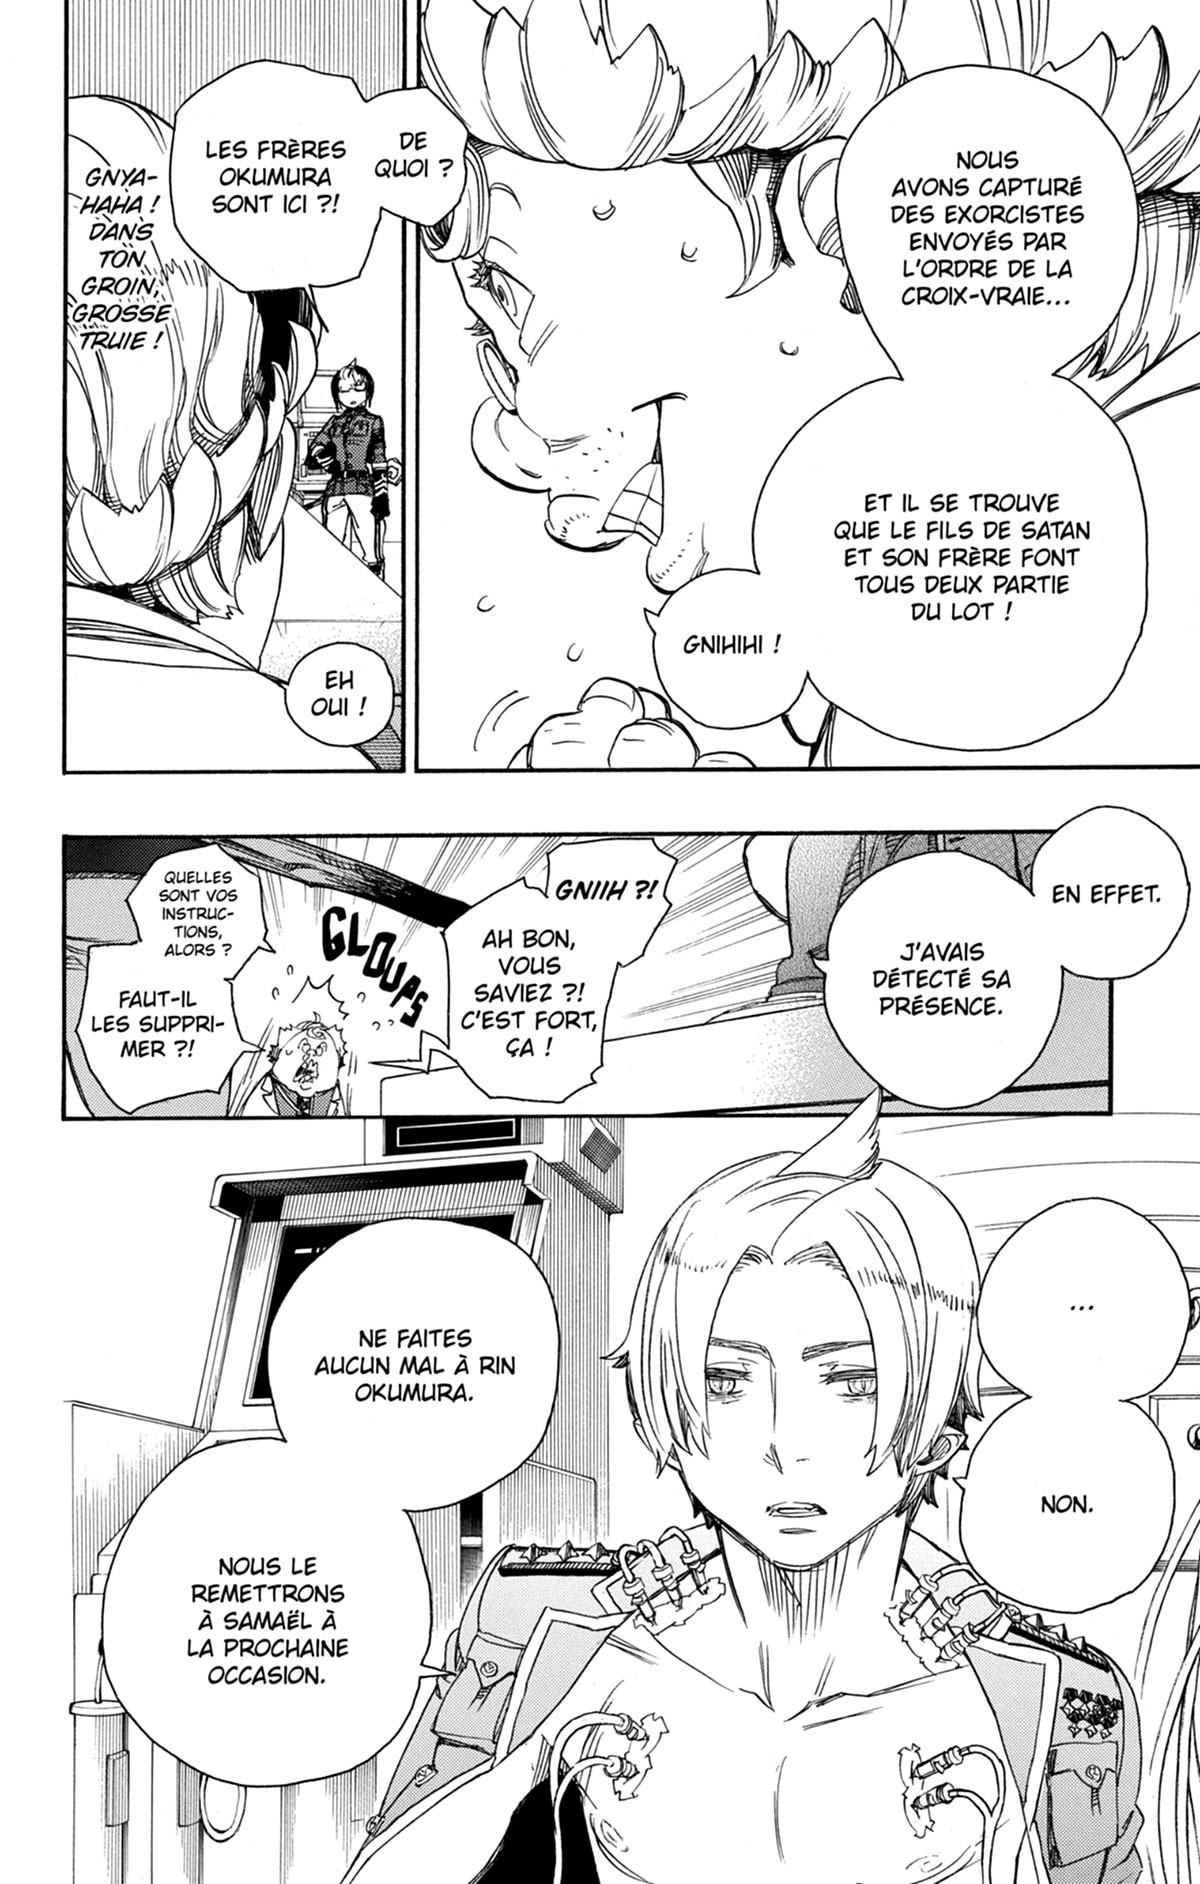 NOUS
AVONS CAPTURÉ
DES EXORCISTES
ENVOYÉS PAR
L'ORDRE DE LA
CROIX-VRAIE...
ET IL SE TROUVE
QUE LE FILS DE SATAN
ET SON FRÈRE FONT
TOUS DEUX PARTIE
DU LOT !
GNIHIHI !
DE
QUOI ?
LES FRÈRES
OKUMURA
SONT ICI ?!
GNYA-
HAHA !
DANS
TON
GROIN,
GROSSE
TRUIE !
EH
OUI !
EN EFFET.
J'AVAIS
DÉTECTÉ SA
PRÉSENCE.
GNIIH ?!
AH BON,
VOUS
SAVIEZ ?!
C'EST FORT,
ÇA !
GLOUPS
QUELLES
SONT VOS
INSTRUC-
TIONS,
ALORS ?
FAUT-IL
LES SUPPRI-
MER ?!
...
NON.
NE FAITES
AUCUN MAL À RIN
OKUMURA.
NOUS LE
REMETTRONS
À SAMAËL À
LA PROCHAINE
OCCASION.